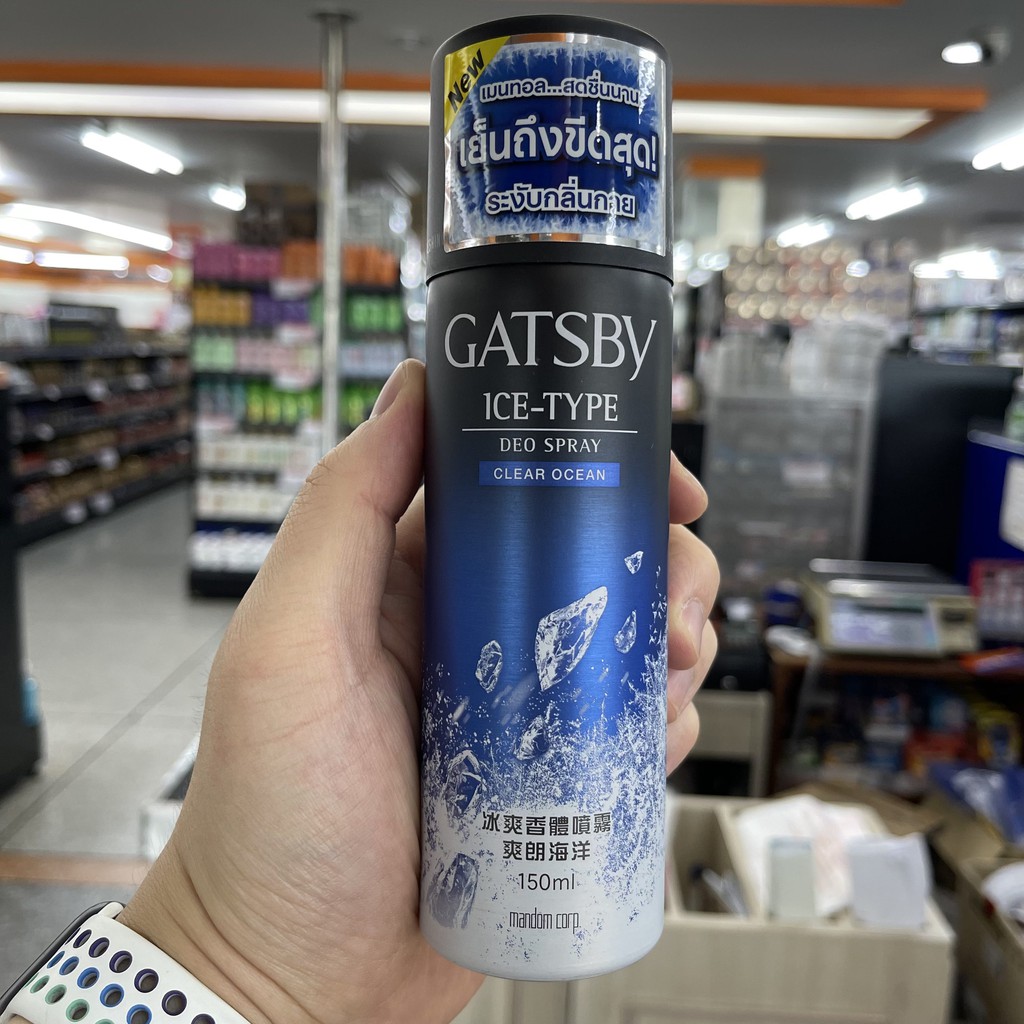 New
เมนทอล...สดชื่นนาน
เย็นถึงขีดสุด!
ระงับกลิ่นกาย
GATSBY
ICE-TYPE
DEO SPRAY
CLEAR OCEAN
冰爽香體噴霧
爽朗海洋
150ml
mandom corp.